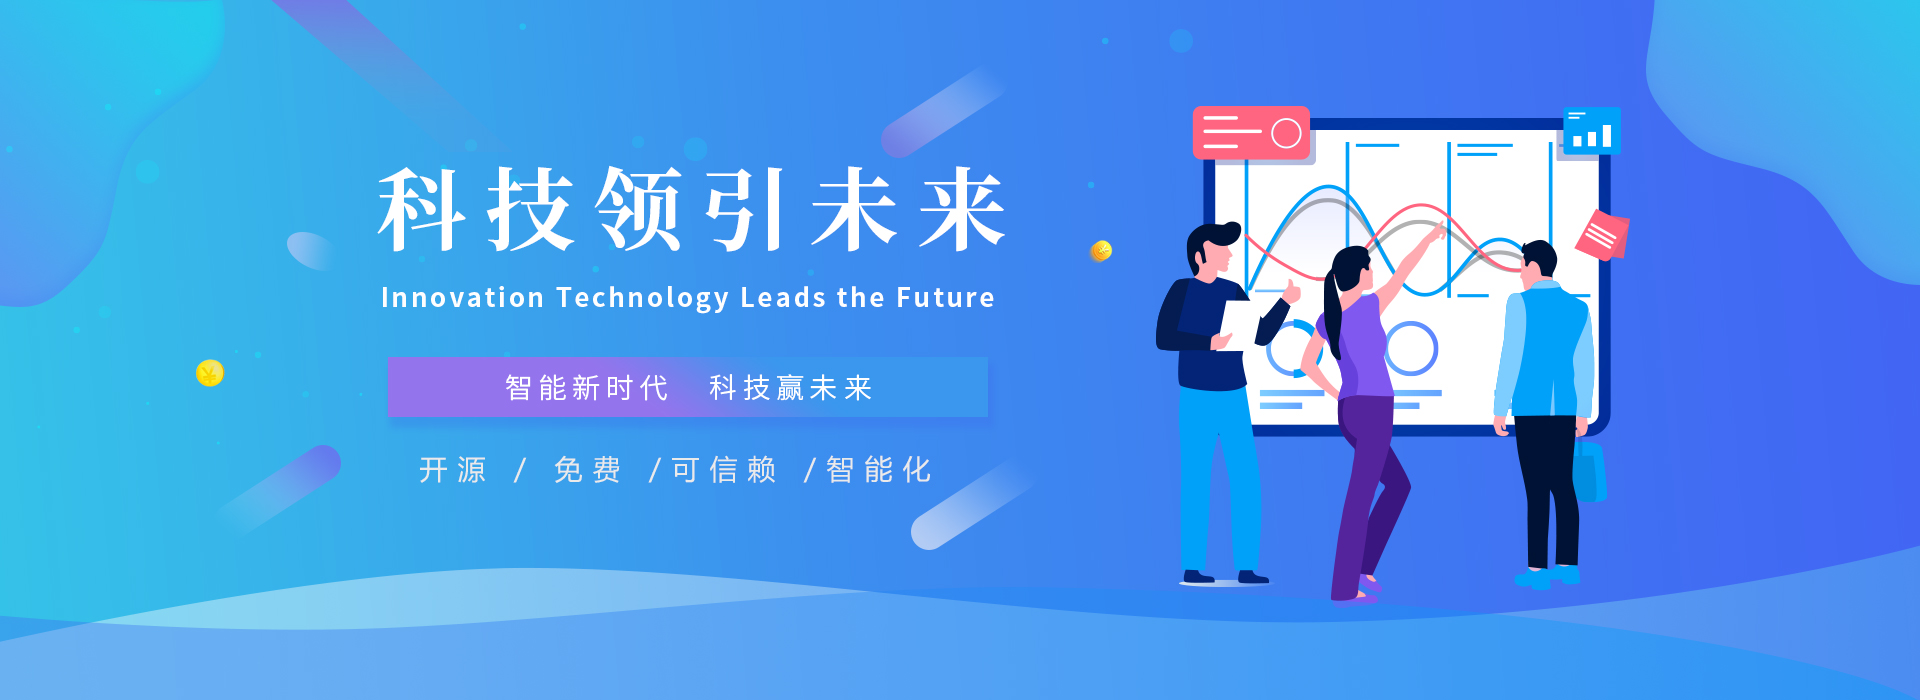 科技领引未来
Innovation Technology Leads the Future
智能新时代 科技赢未来
开源 / 免费 /可信赖 /智能化